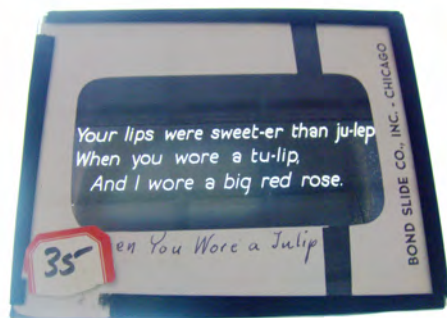 Your lips were sweet-er than ju-lep
When you wore a tu-lip,
And I wore a big red rose.
en You Wore a Tulip
35
BOND SLIDE CO., INC. - CHICAGO